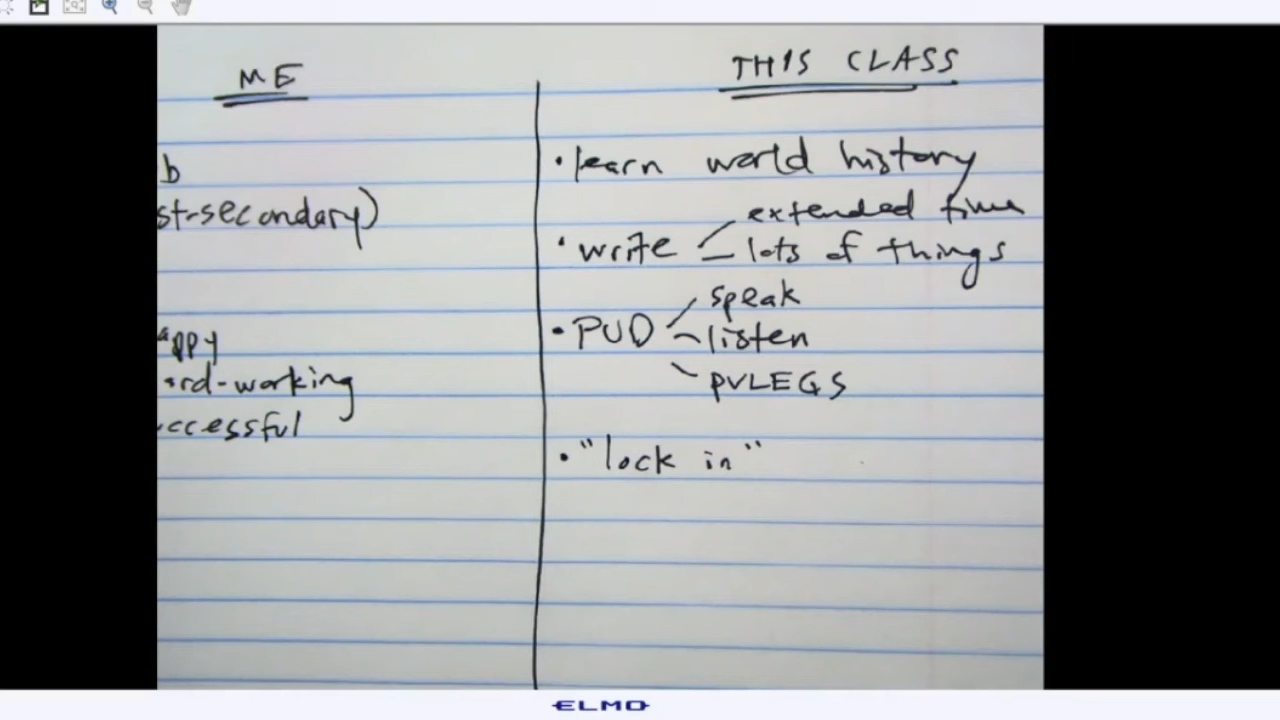 ME
THIS CLASS
b
st-secondary)
appy
ard-working
ccessful
• learn world history
• write - extended time
- lots of things
• PUD - speak
- listen
- PVLEGS
• "lock in"
ELMO